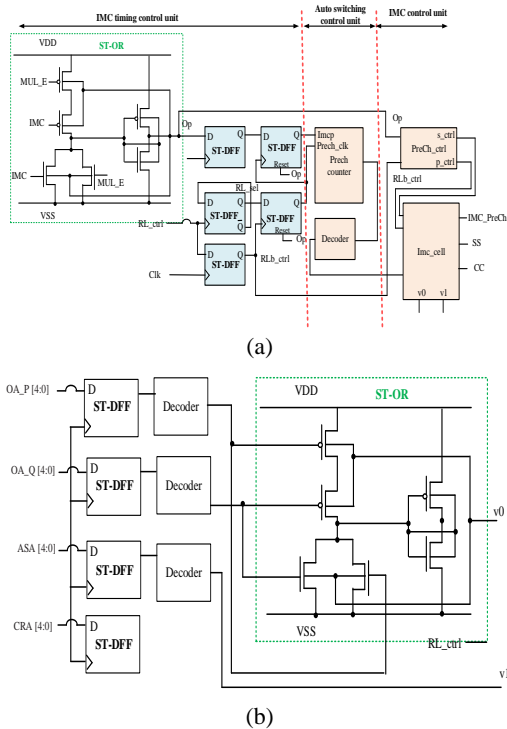 IMC timing control unit
Auto switching control unit
IMC control unit
ST-OR
VDD
MUL_E
IMC
IMC
MUL_E
VSS
Op
RL_ctrl
Clk
D
Q
ST-DFF
D
Q
ST-DFF
Reset
Op
RL_sel
D
Q
ST-DFF
Q
D
Q
ST-DFF
Reset
Op
D
Q
ST-DFF
RLb_ctrl
Imcp
Prech_clk
Prech
counter
Decoder
Op
s_ctrl
PreCh_ctrl
p_ctrl
RLb_ctrl
Imc_cell
IMC_PreCh
SS
CC
v0
v1
(a)
OA_P [4:0]
D
ST-DFF
Decoder
OA_Q [4:0]
D
ST-DFF
Decoder
ASA [4:0]
D
ST-DFF
Decoder
CRA [4:0]
D
ST-DFF
VDD
ST-OR
VSS
v0
RL_ctrl
v1
(b)